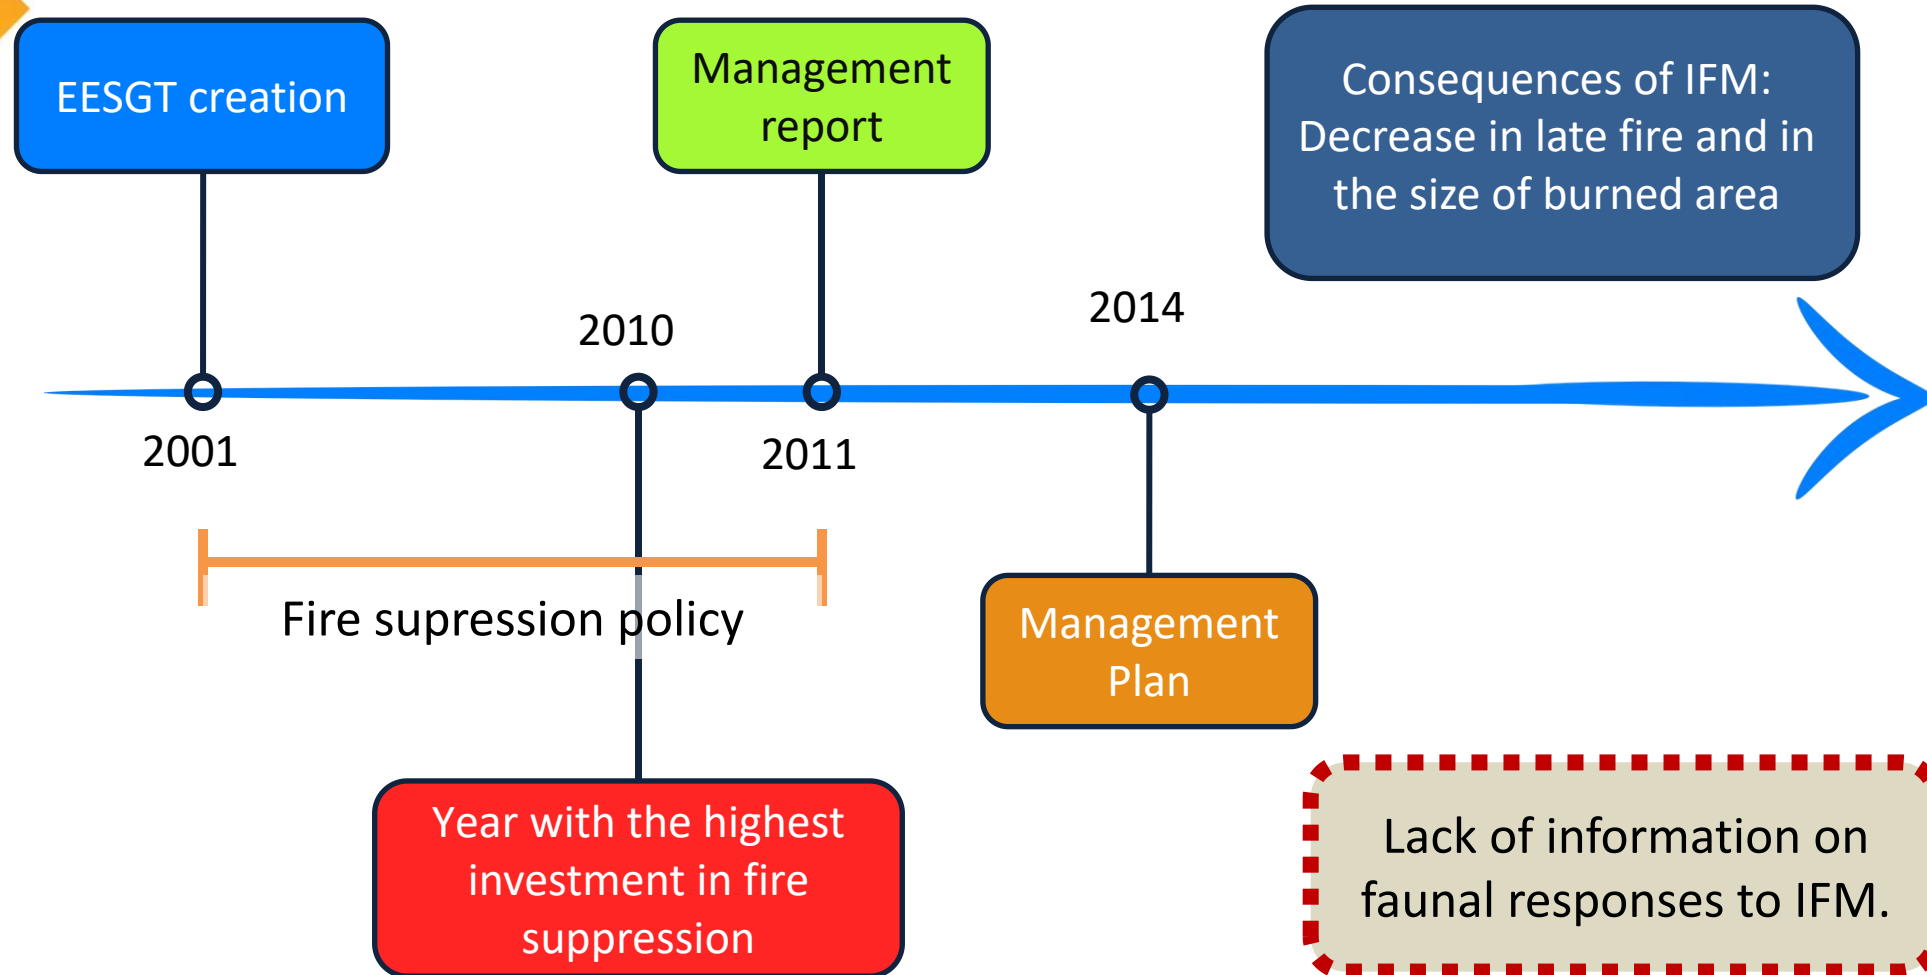 EESGT creation
Management
report
Consequences of IFM:
Decrease in late fire and in
the size of burned area
2001
2010
2011
2014
Fire supression policy
Management
Plan
Year with the highest
investment in fire
suppression
Lack of information on
faunal responses to IFM.